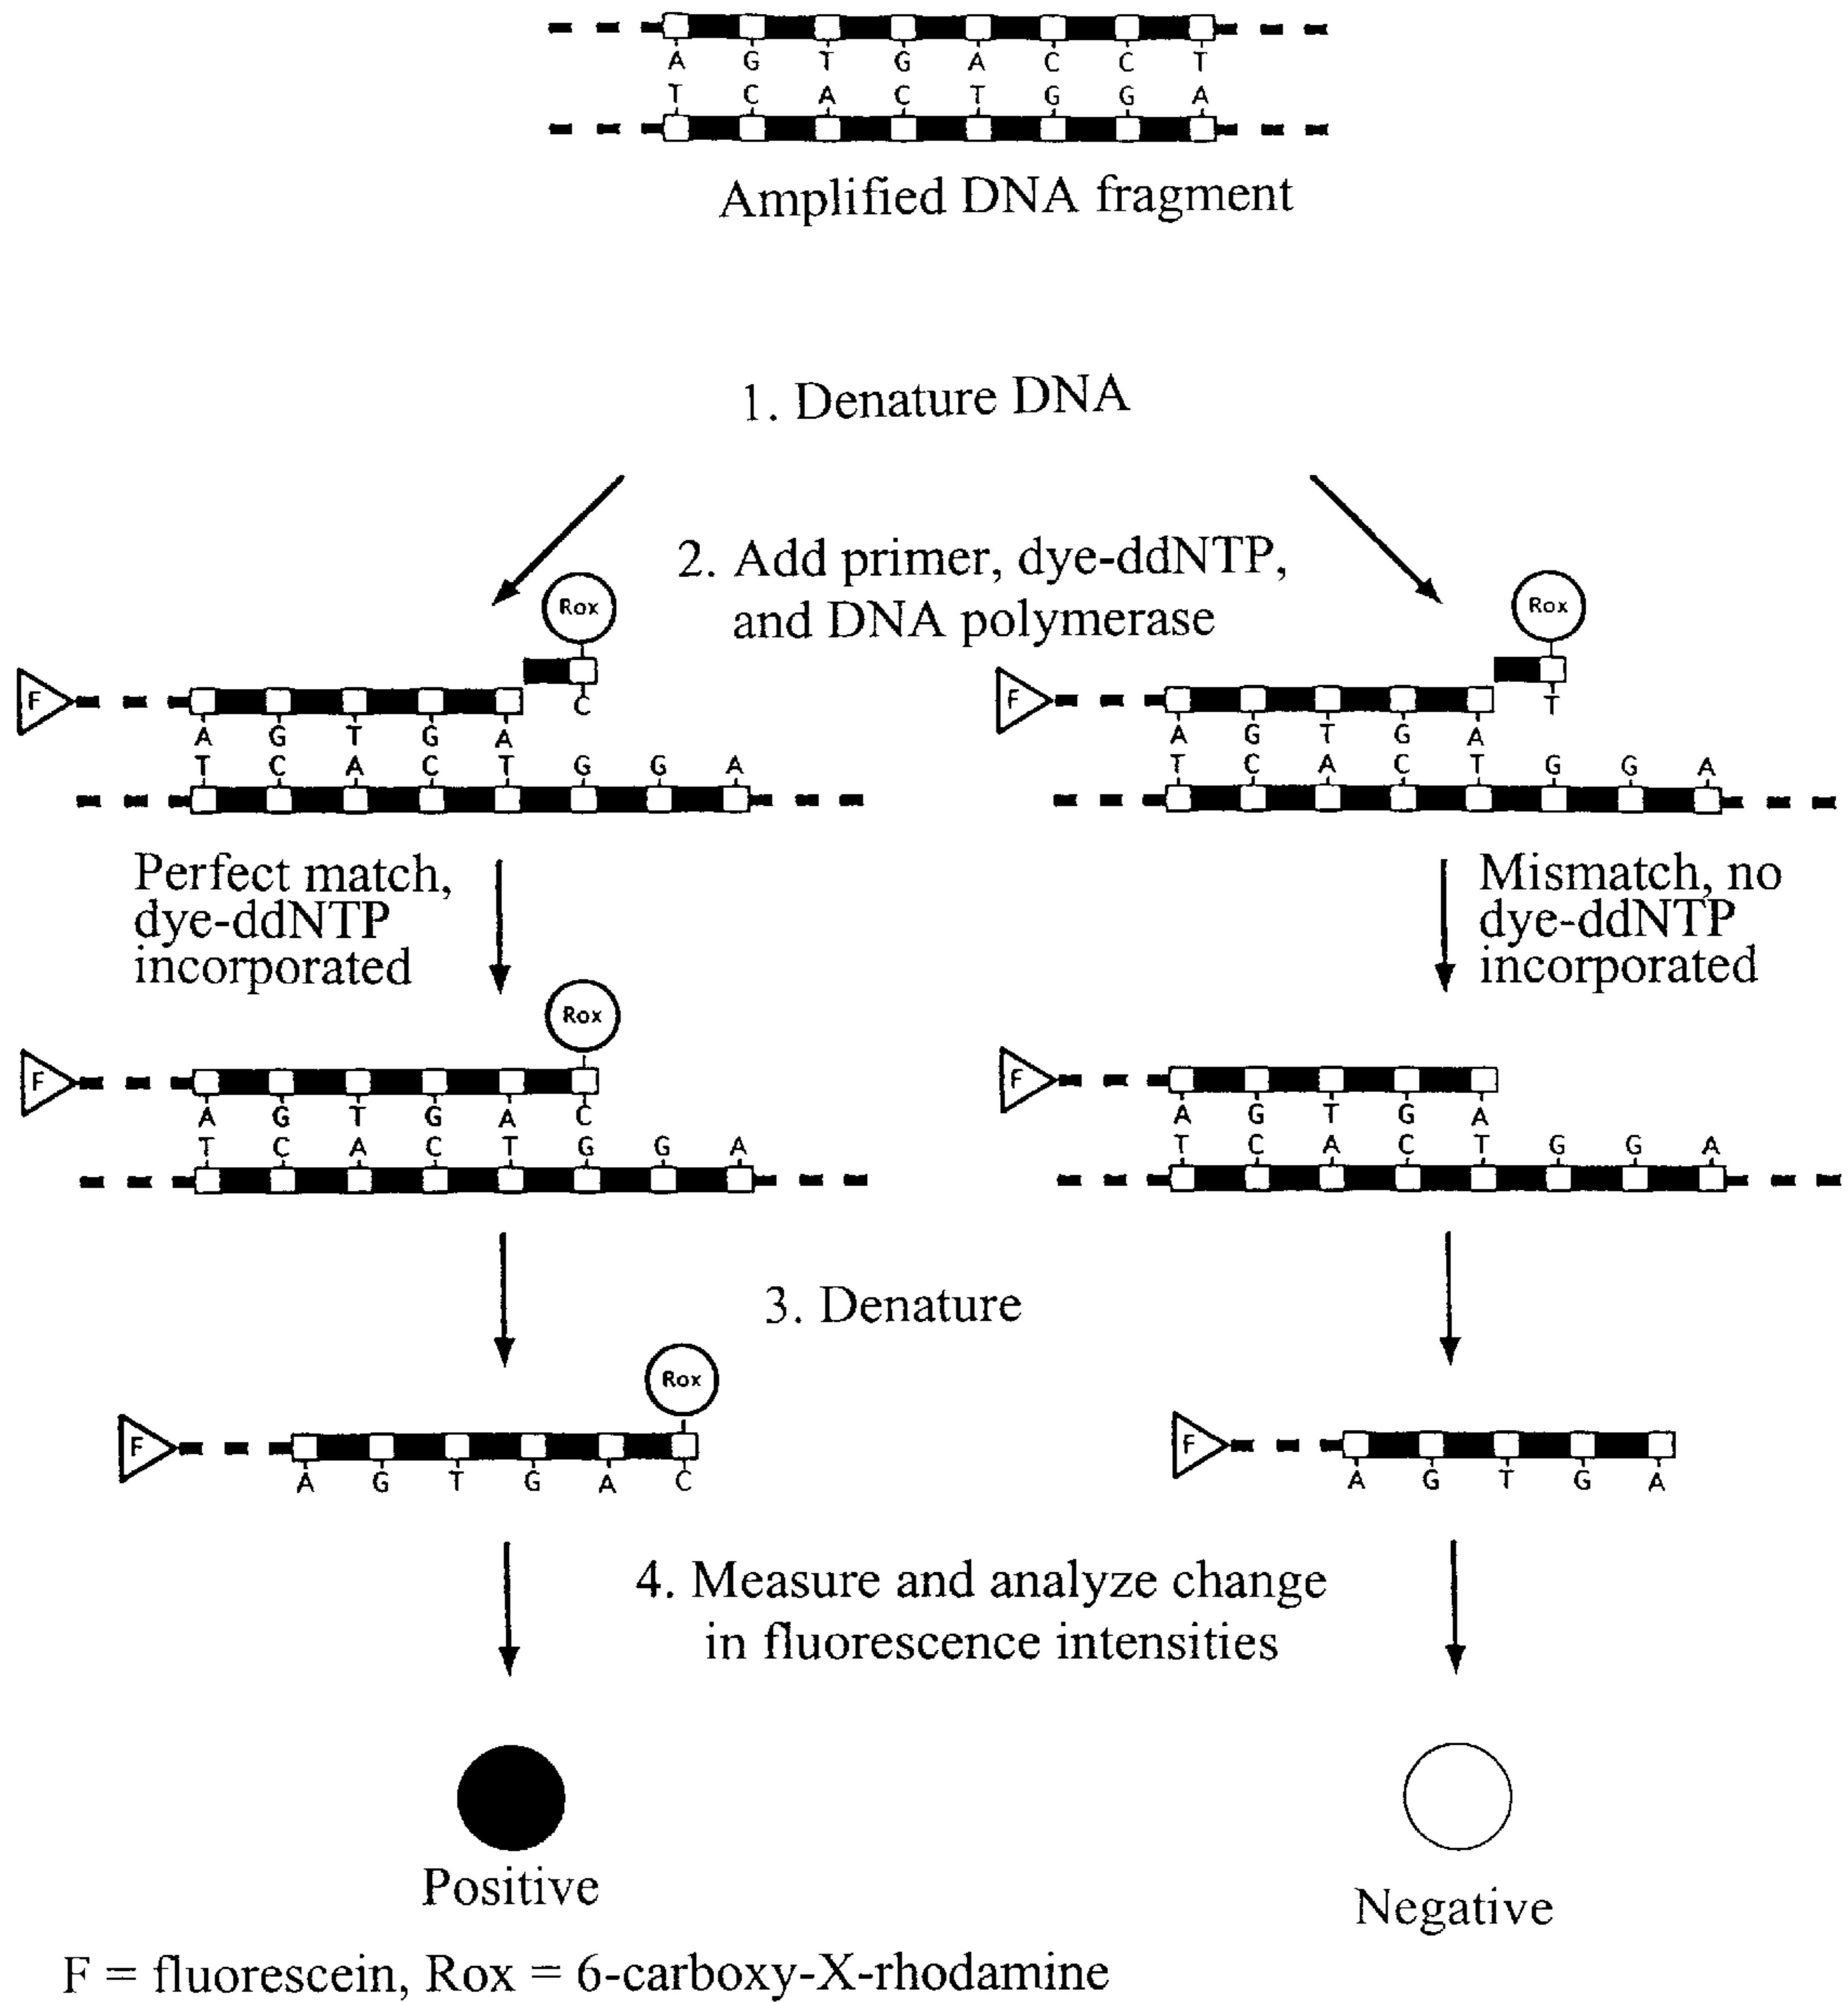 A G T G A C C T
T C A C T G G A
Amplified DNA fragment
1. Denature DNA
2. Add primer, dye-ddNTP,
and DNA polymerase
Rox
Rox
F
C
F
T
A G T G A
T C A C T G G A
A G T G A
T C A C T G G A
Perfect match,
dye-ddNTP
incorporated
Mismatch, no
dye-ddNTP
incorporated
Rox
F
F
A G T G A C
T C A C T G G A
A G T G A
T C A C T G G A
3. Denature
Rox
F
F
A G T G A C
A G T G A
4. Measure and analyze change
in fluorescence intensities
Positive
Negative
F = fluorescein, Rox = 6-carboxy-X-rhodamine